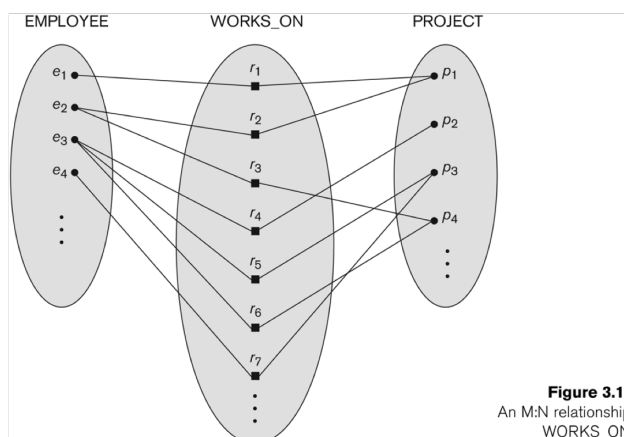 EMPLOYEE WORKS_ON PROJECT
e1 r1 p1
e2 r2 p2
e3 r3 p3
e4 r4 p4
r5
r6
r7
Figure 3.1
An M:N relationship
WORKS_ON